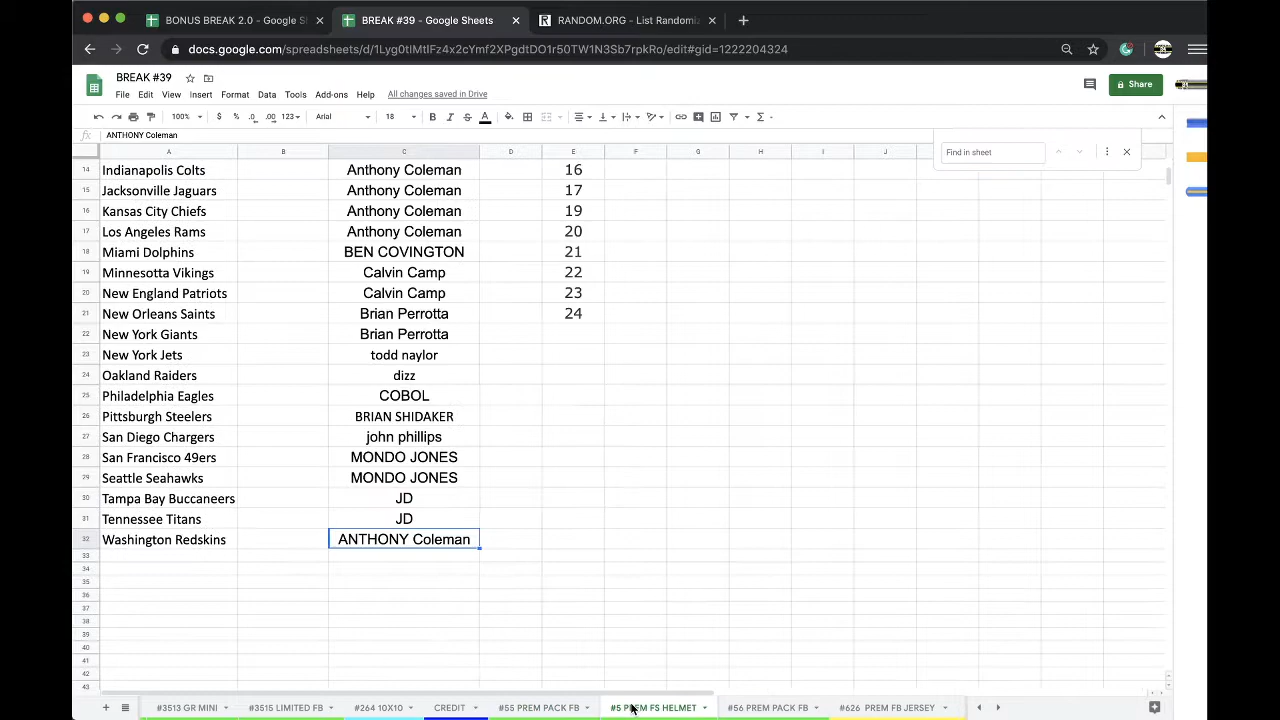 BONUS BREAK 2.0 - Google S
BREAK #39 - Google Sheets
RANDOM.ORG - List Randomi
docs.google.com/spreadsheets/d/1Lyg0tIMtIFz4x2cYmf2XPgdtDO1r50TW1N3Sb7rpkRo/edit#gid=1222204324
BREAK #39
File Edit View Insert Format Data Tools Add-ons Help All changes saved in Drive
Share
100% $ % .0 .00 123 Arial 18 B I S A
fx ANTHONY Coleman
Find in sheet
A B C D E F G H I J
14 Indianapolis Colts Anthony Coleman 16
15 Jacksonville Jaguars Anthony Coleman 17
16 Kansas City Chiefs Anthony Coleman 19
17 Los Angeles Rams Anthony Coleman 20
18 Miami Dolphins BEN COVINGTON 21
19 Minnesotta Vikings Calvin Camp 22
20 New England Patriots Calvin Camp 23
21 New Orleans Saints Brian Perrotta 24
22 New York Giants Brian Perrotta
23 New York Jets todd naylor
24 Oakland Raiders dizz
25 Philadelphia Eagles COBOL
26 Pittsburgh Steelers BRIAN SHIDAKER
27 San Diego Chargers john phillips
28 San Francisco 49ers MONDO JONES
29 Seattle Seahawks MONDO JONES
30 Tampa Bay Buccaneers JD
31 Tennessee Titans JD
32 Washington Redskins ANTHONY Coleman
33
34
35
36
37
38
39
40
41
42
43
#3513 GR MINI #3515 LIMITED FB #264 10X10 CREDIT #55 PREM PACK FB #5 PREM FS HELMET #56 PREM PACK FB #626 PREM FB JERSEY